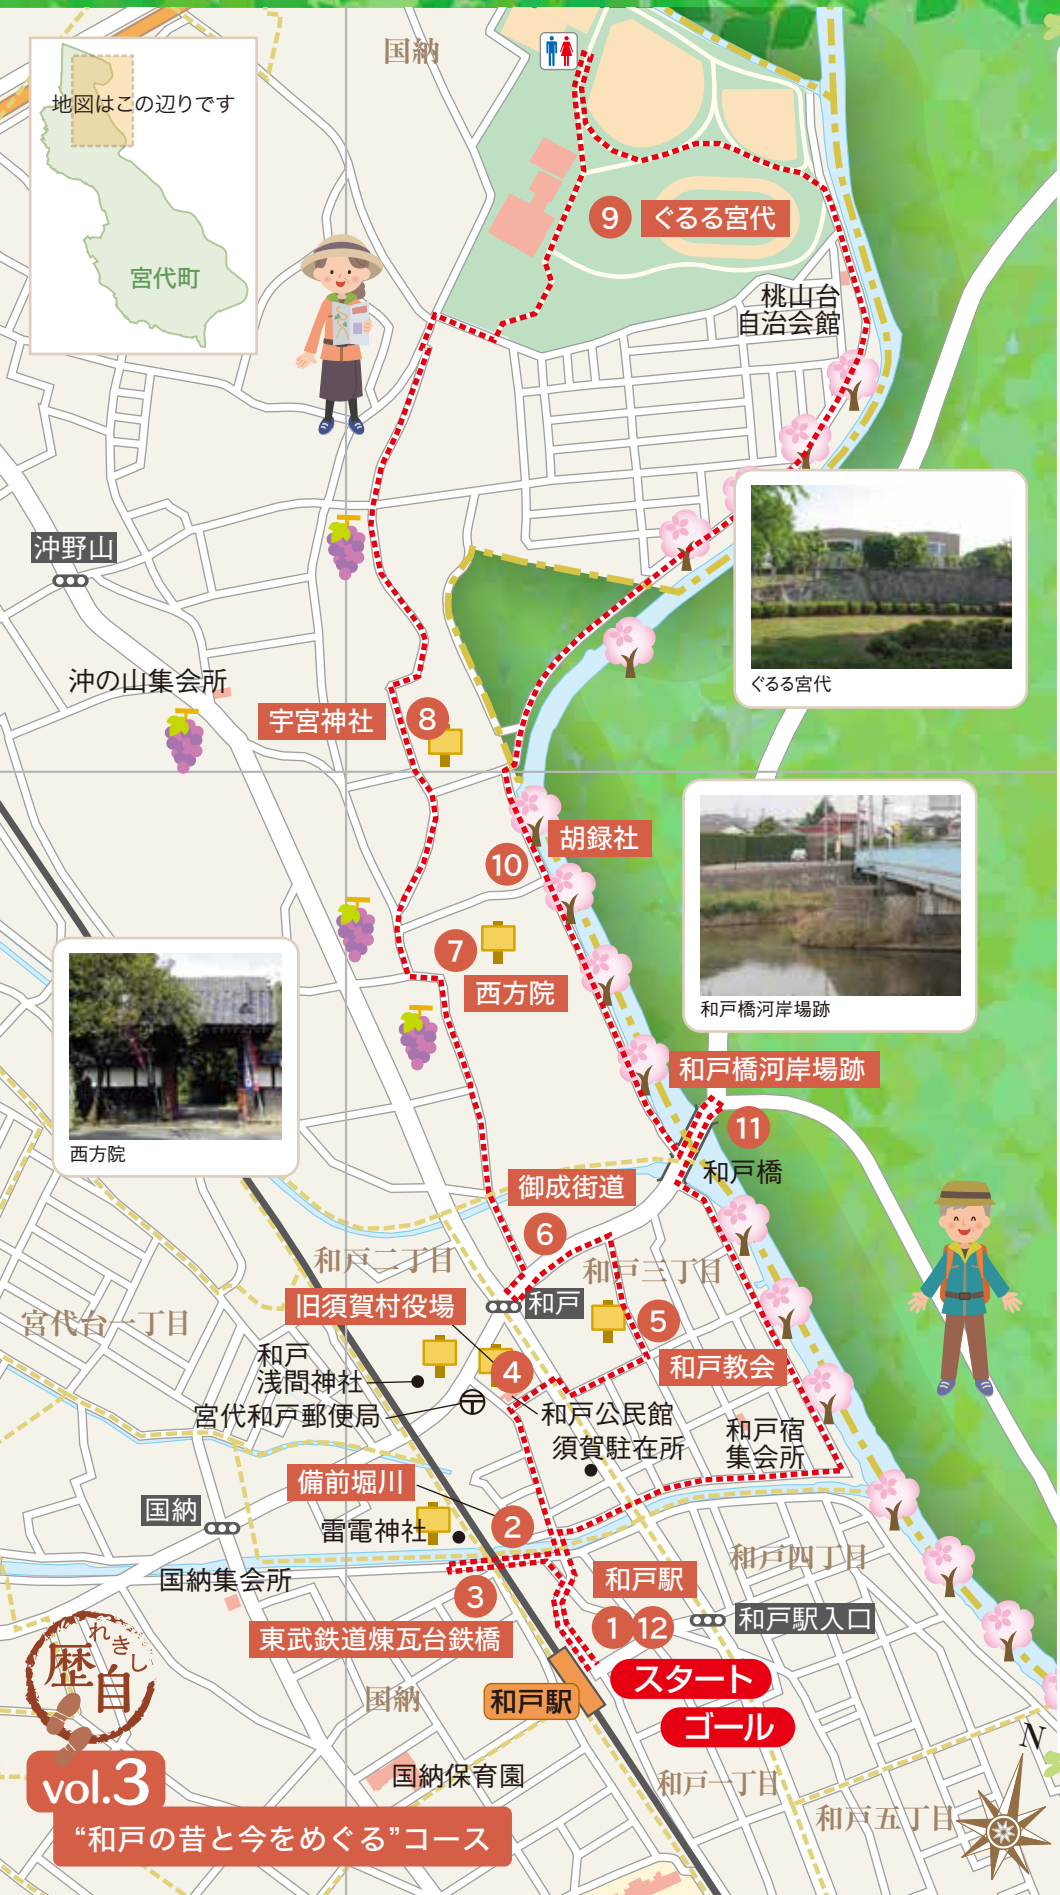 国納
地図はこの辺りです
宮代町
9 ぐるる宮代
桃山台
自治会館
沖野山
沖の山集会所
ぐるる宮代
宇宮神社 8
胡録社
10
7
西方院
和戸橋河岸場跡
西方院
和戸橋河岸場跡
11
和戸橋
御成街道
6
和戸二丁目
和戸三丁目
旧須賀村役場
和戸
宮代台一丁目
5
和戸教会
和戸
浅間神社
4
宮代和戸郵便局
和戸公民館
須賀駐在所
和戸宿
集会所
備前堀川
国納
2
雷電神社
和戸四丁目
国納集会所
3
和戸駅
1 12
和戸駅入口
東武鉄道煉瓦台鉄橋
れきし
歴自
スタート
ゴール
和戸駅
国納
N
国納保育園
和戸一丁目
和戸五丁目
vol.3
“和戸の昔と今をめぐる”コース